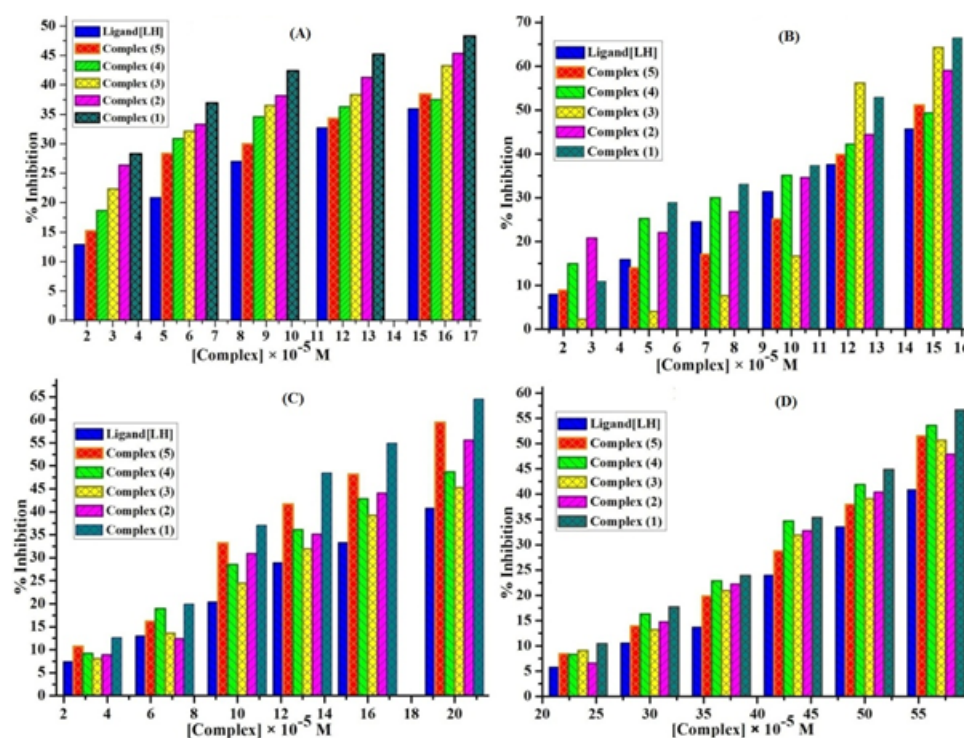 (A)
% Inhibition
50
45
40
35
30
25
20
15
10
5
0
Ligand[LH]
Complex (5)
Complex (4)
Complex (3)
Complex (2)
Complex (1)
2 3 4 5 6 7 8 9 10 11 12 13 14 15 16 17
[Complex] × 10-5 M
(B)
% Inhibition
70
60
50
40
30
20
10
0
Ligand[LH]
Complex (5)
Complex (4)
Complex (3)
Complex (2)
Complex (1)
2 3 4 5 6 7 8 9 10 11 12 13 14 15 16
[Complex] × 10-5 M
(C)
% Inhibition
65
60
55
50
45
40
35
30
25
20
15
10
5
0
Ligand[LH]
Complex (5)
Complex (4)
Complex (3)
Complex (2)
Complex (1)
2 4 6 8 10 12 14 16 18 20
[Complex] × 10-5 M
(D)
% Inhibition
60
55
50
45
40
35
30
25
20
15
10
5
0
Ligand[LH]
Complex (5)
Complex (4)
Complex (3)
Complex (2)
Complex (1)
20 25 30 35 40 45 50 55
[Complex] × 10-5 M